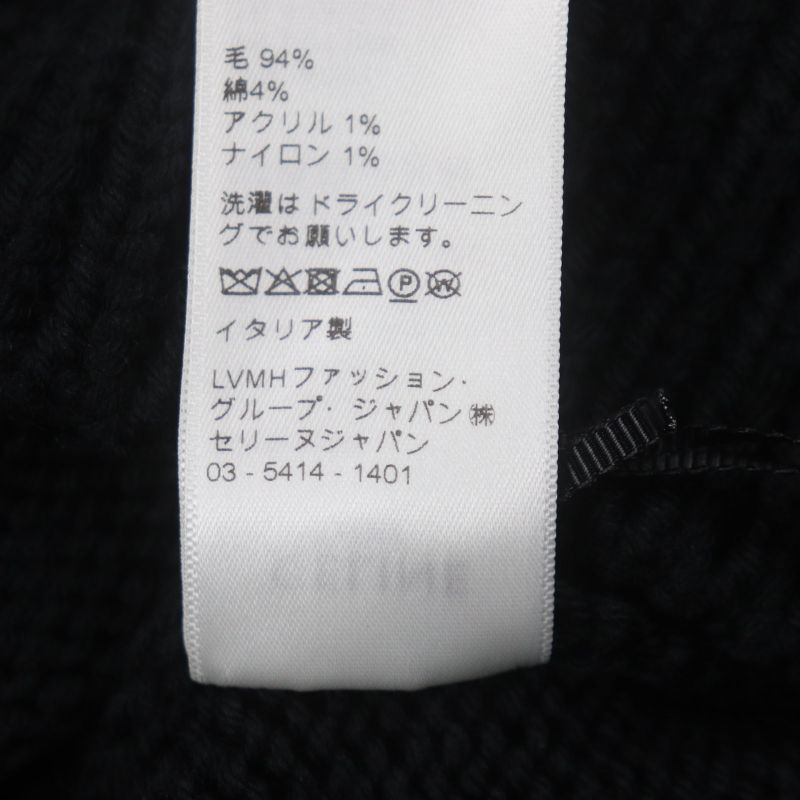 毛 94%
綿4%
アクリル 1%
ナイロン 1%
洗濯は ドライクリーニン
グでお願いします。
P W
イタリア製
LVMHファッション・
グループ・ ジャパン㈱
セリーヌジャパン
03 - 5414 - 1401